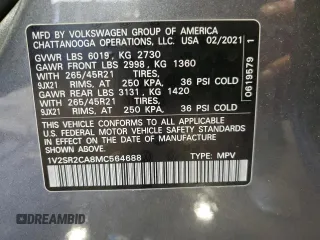 MFD BY VOLKSWAGEN GROUP OF AMERICA
CHATTANOOGA OPERATIONS, LLC. USA 02/2021
GVWR LBS 6019, KG 2730
GAWR FRONT LBS 2998, KG 1360
WITH 265/45R21 TIRES,
9JX21 RIMS, AT 250 KPA, 36 PSI COLD
GAWR REAR LBS 3131, KG 1420
WITH 265/45R21 TIRES,
9JX21 RIMS, AT 250 KPA, 36 PSI COLD
THIS VEHICLE CONFORMS TO ALL APPLICABLE
FEDERAL MOTOR VEHICLE SAFETY STANDARDS
IN EFFECT ON THE DATE OF MANUFACTURE
SHOWN ABOVE.
1V2SR2CA8MC564688 TYPE: MPV
0619579 1
DREAMBID